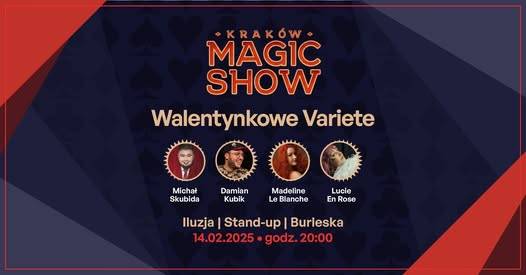 • KRAKÓW •
MAGIC
SHOW
Walentynkowe Variete
Michał
Skubida
Damian
Kubik
Madeline
Le Blanche
Lucie
En Rose
Iluzja | Stand-up | Burleska
14.02.2025 • godz. 20:00